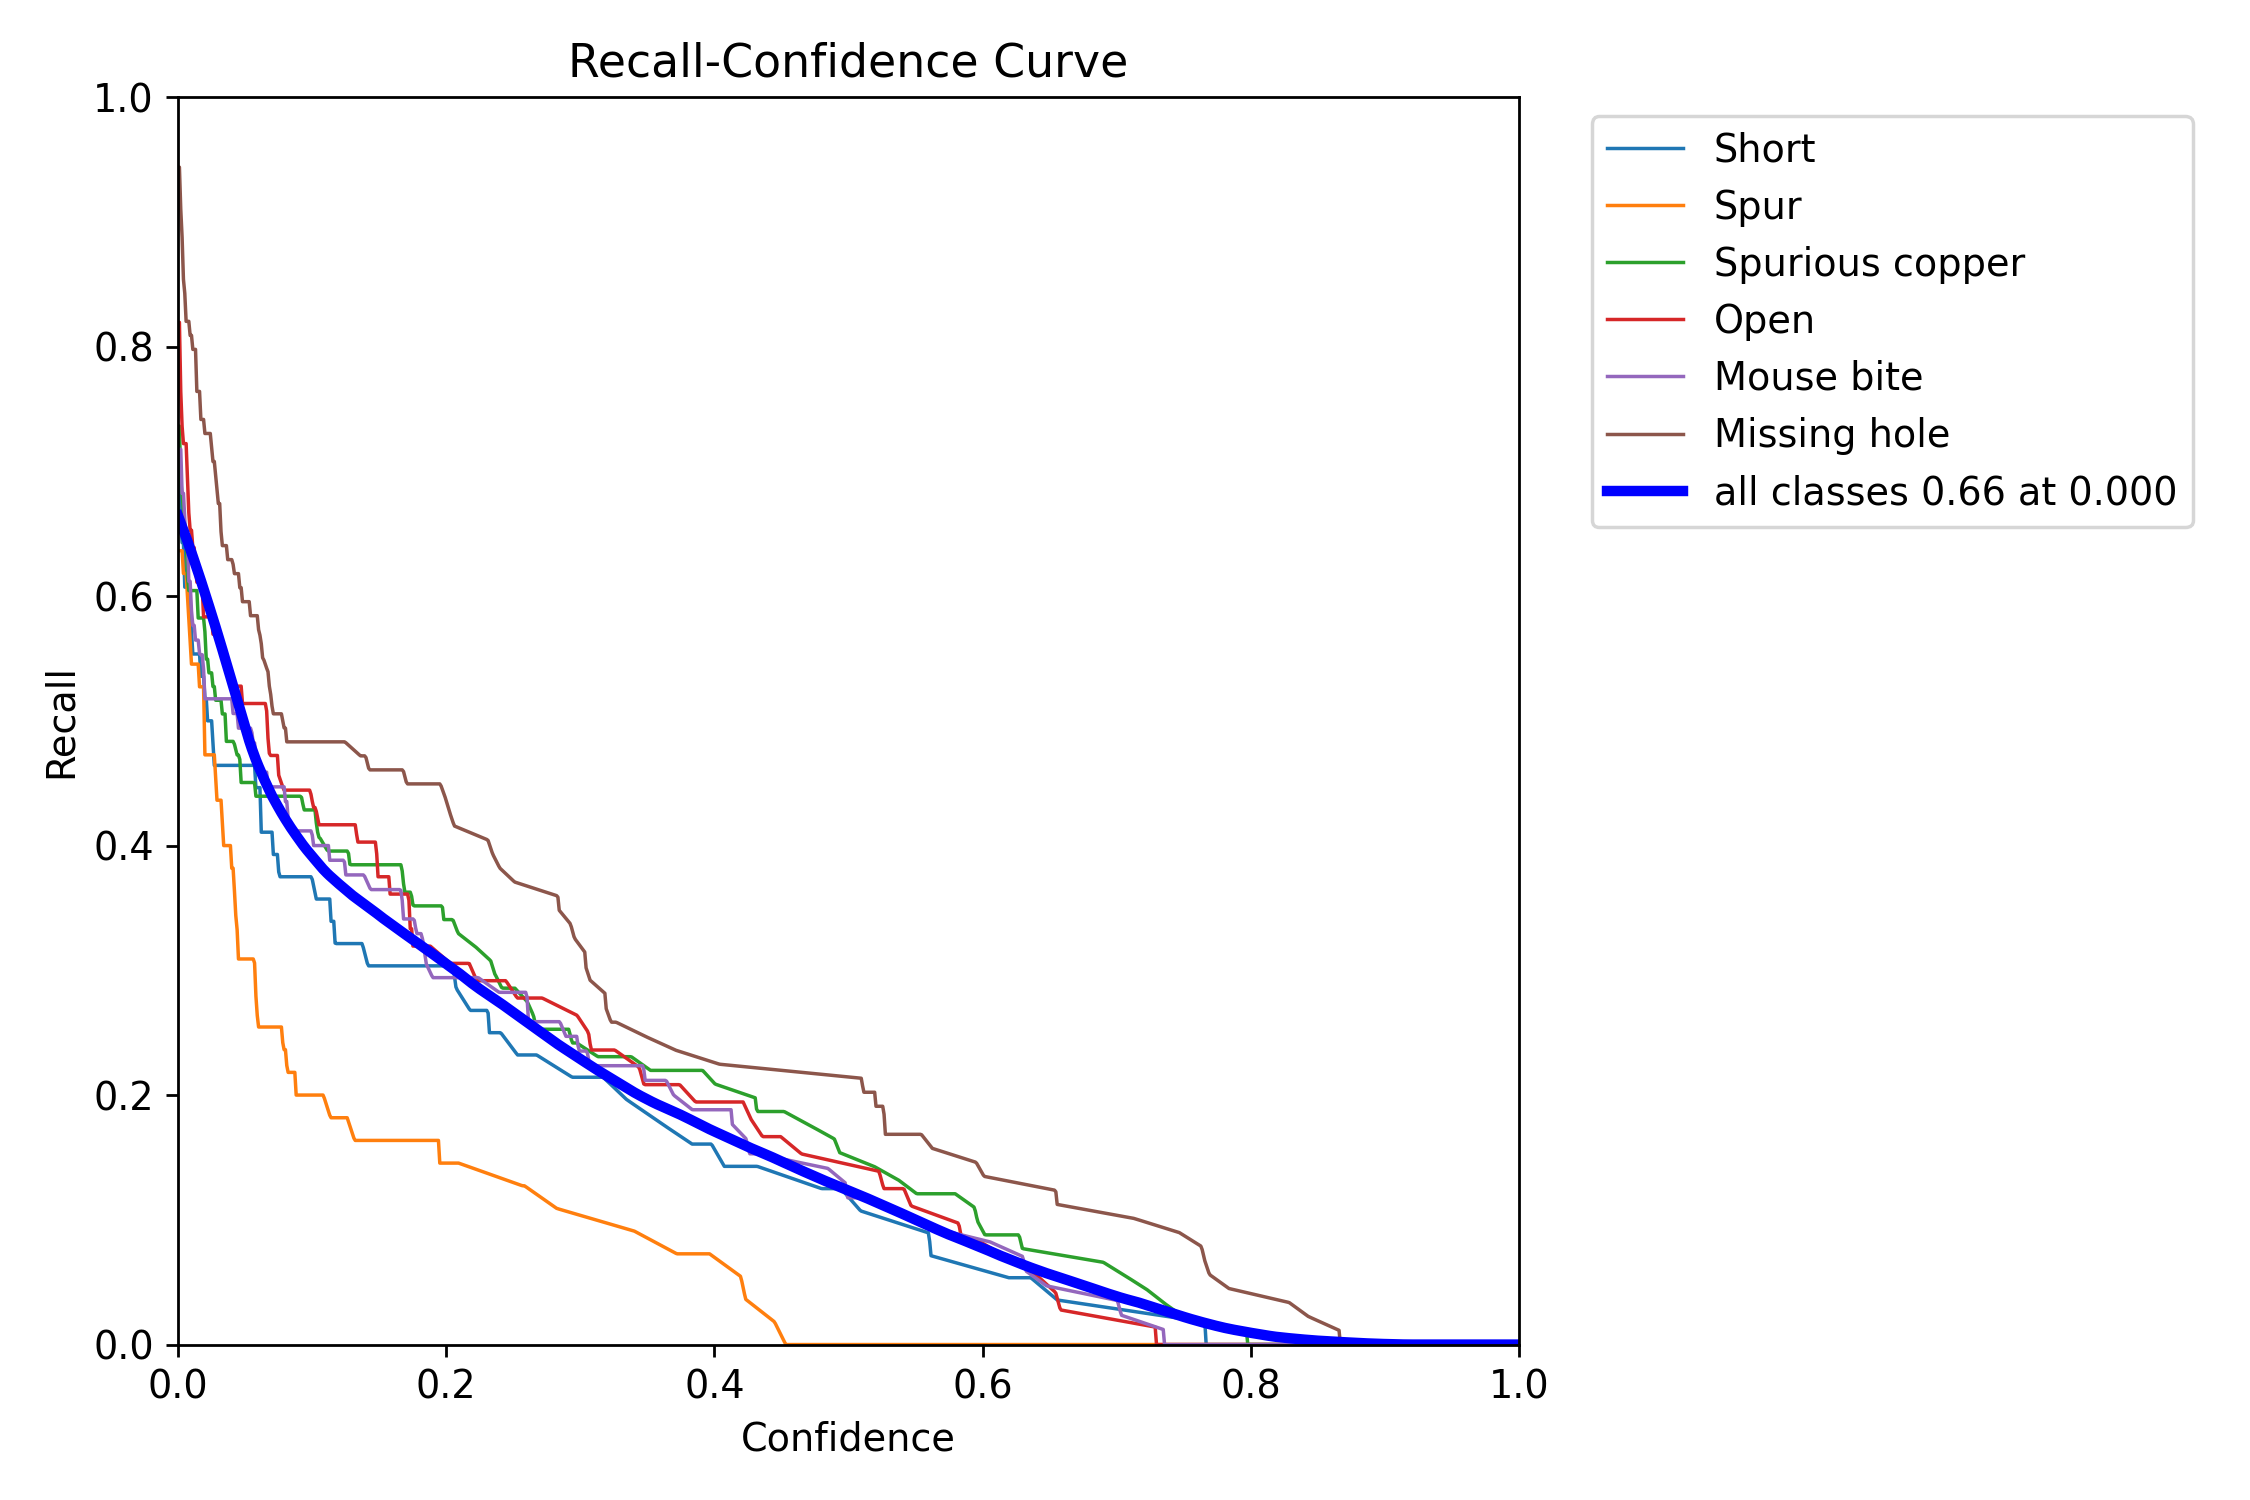 Recall-Confidence Curve
1.0
0.8
0.6
0.4
0.2
0.0
Recall
0.0 0.2 0.4 0.6 0.8 1.0
Confidence
Short
Spur
Spurious copper
Open
Mouse bite
Missing hole
all classes 0.66 at 0.000